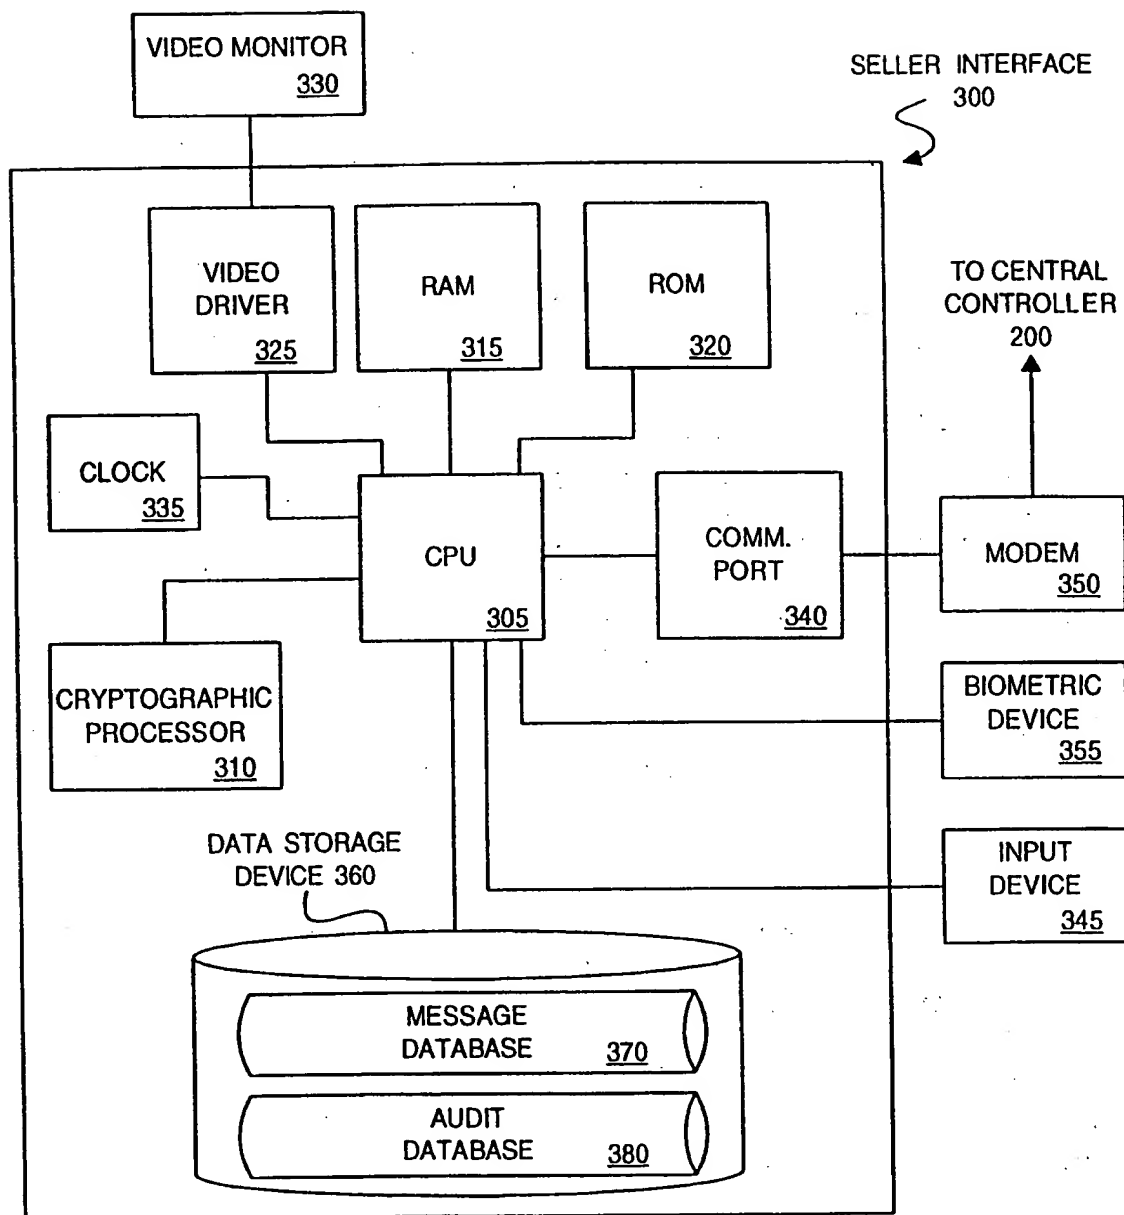 VIDEO MONITOR
330
SELLER INTERFACE
300
VIDEO
DRIVER
325
RAM
315
ROM
320
TO CENTRAL
CONTROLLER
200
CLOCK
335
CPU
305
COMM.
PORT
340
MODEM
350
CRYPTOGRAPHIC
PROCESSOR
310
BIOMETRIC
DEVICE
355
DATA STORAGE
DEVICE 360
INPUT
DEVICE
345
MESSAGE
DATABASE
370
AUDIT
DATABASE
380